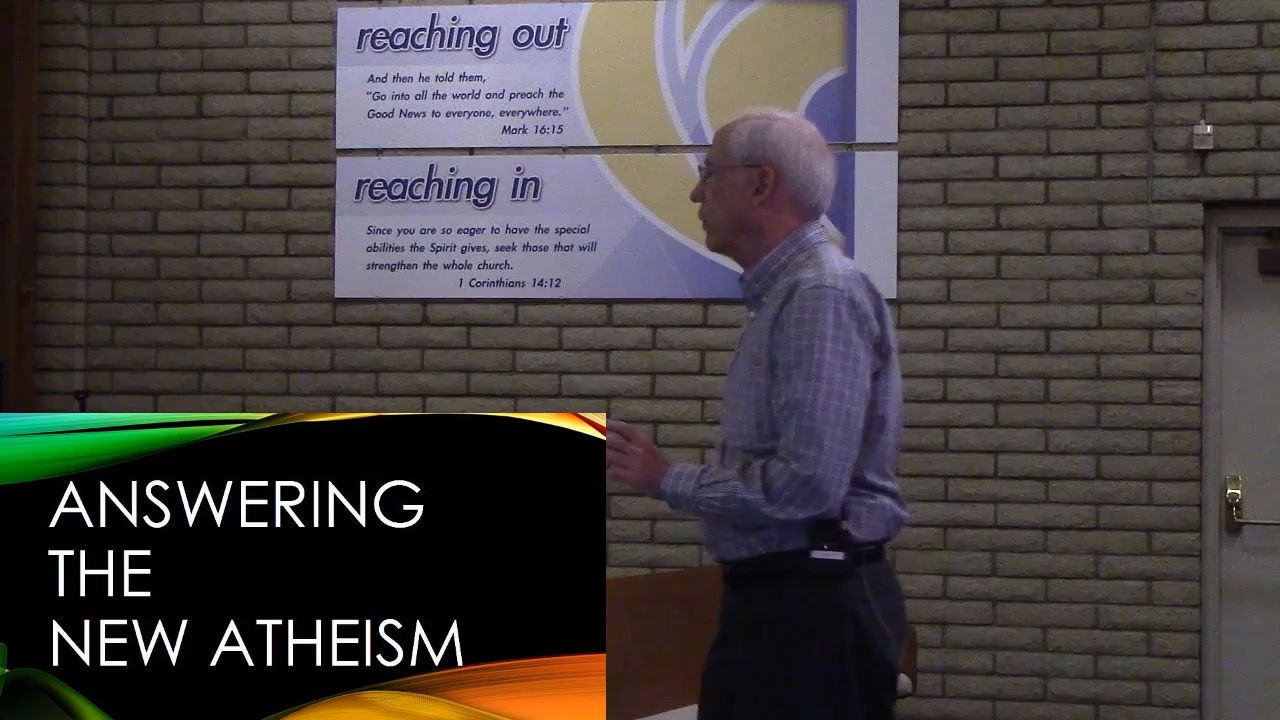 reaching out
And then he told them,
"Go into all the world and preach the
Good News to everyone, everywhere."
Mark 16:15
reaching in
Since you are so eager to have the special
abilities the Spirit gives, seek those that will
strengthen the whole church.
1 Corinthians 14:12
ANSWERING
THE
NEW ATHEISM